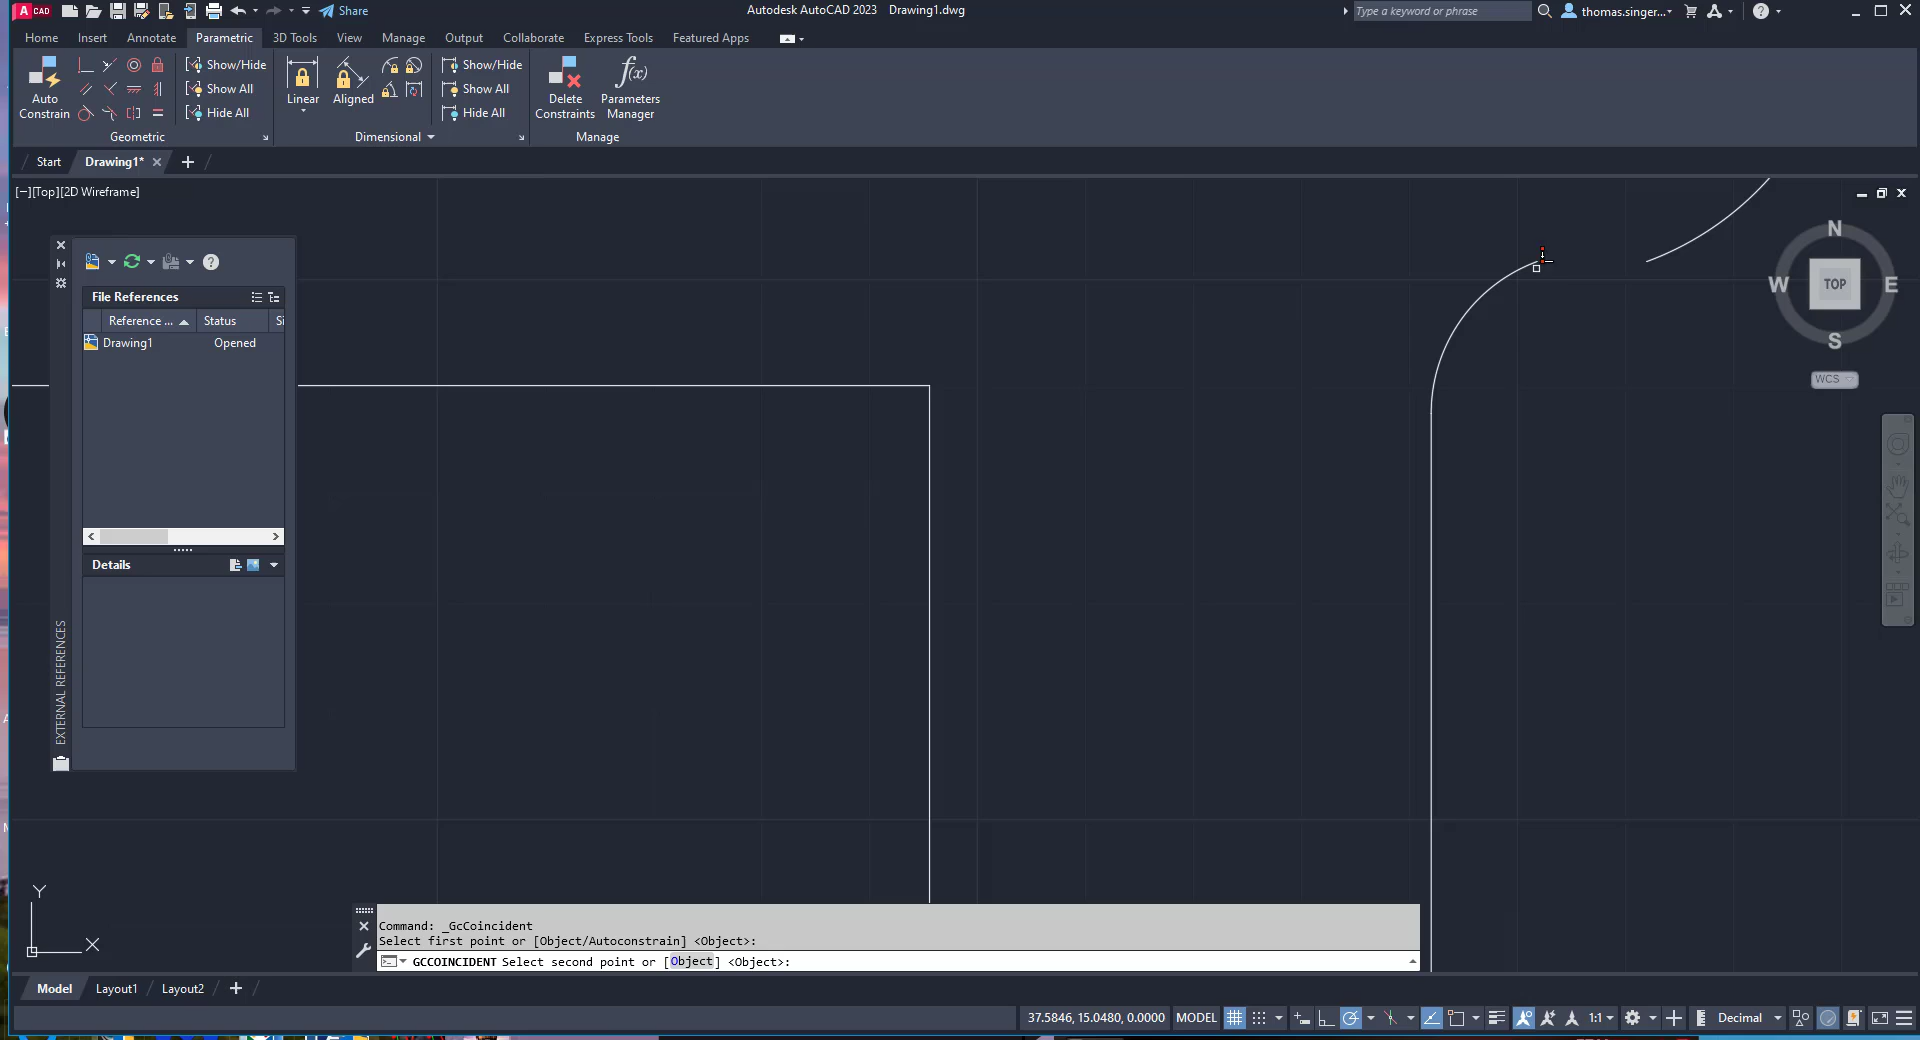 A CAD
Share
Autodesk AutoCAD 2023 Drawing1.dwg
Type a keyword or phrase
thomas.singer...
Home Insert Annotate Parametric 3D Tools View Manage Output Collaborate Express Tools Featured Apps
Auto Constrain
Show/Hide
Show All
Hide All
Geometric
Linear
Aligned
Show/Hide
Show All
Hide All
Dimensional
Delete Constraints
Parameters Manager
Manage
Start
Drawing1*
[−][Top][2D Wireframe]
N
W TOP E
S
WCS
File References
Reference ... Status Si
Drawing1 Opened
Details
EXTERNAL REFERENCES
Y
X
Command: _GcCoincident
Select first point or [Object/Autoconstrain] <Object>:
GCCOINCIDENT Select second point or [Object] <Object>:
Model Layout1 Layout2
37.5846, 15.0480, 0.0000 MODEL 1:1 Decimal